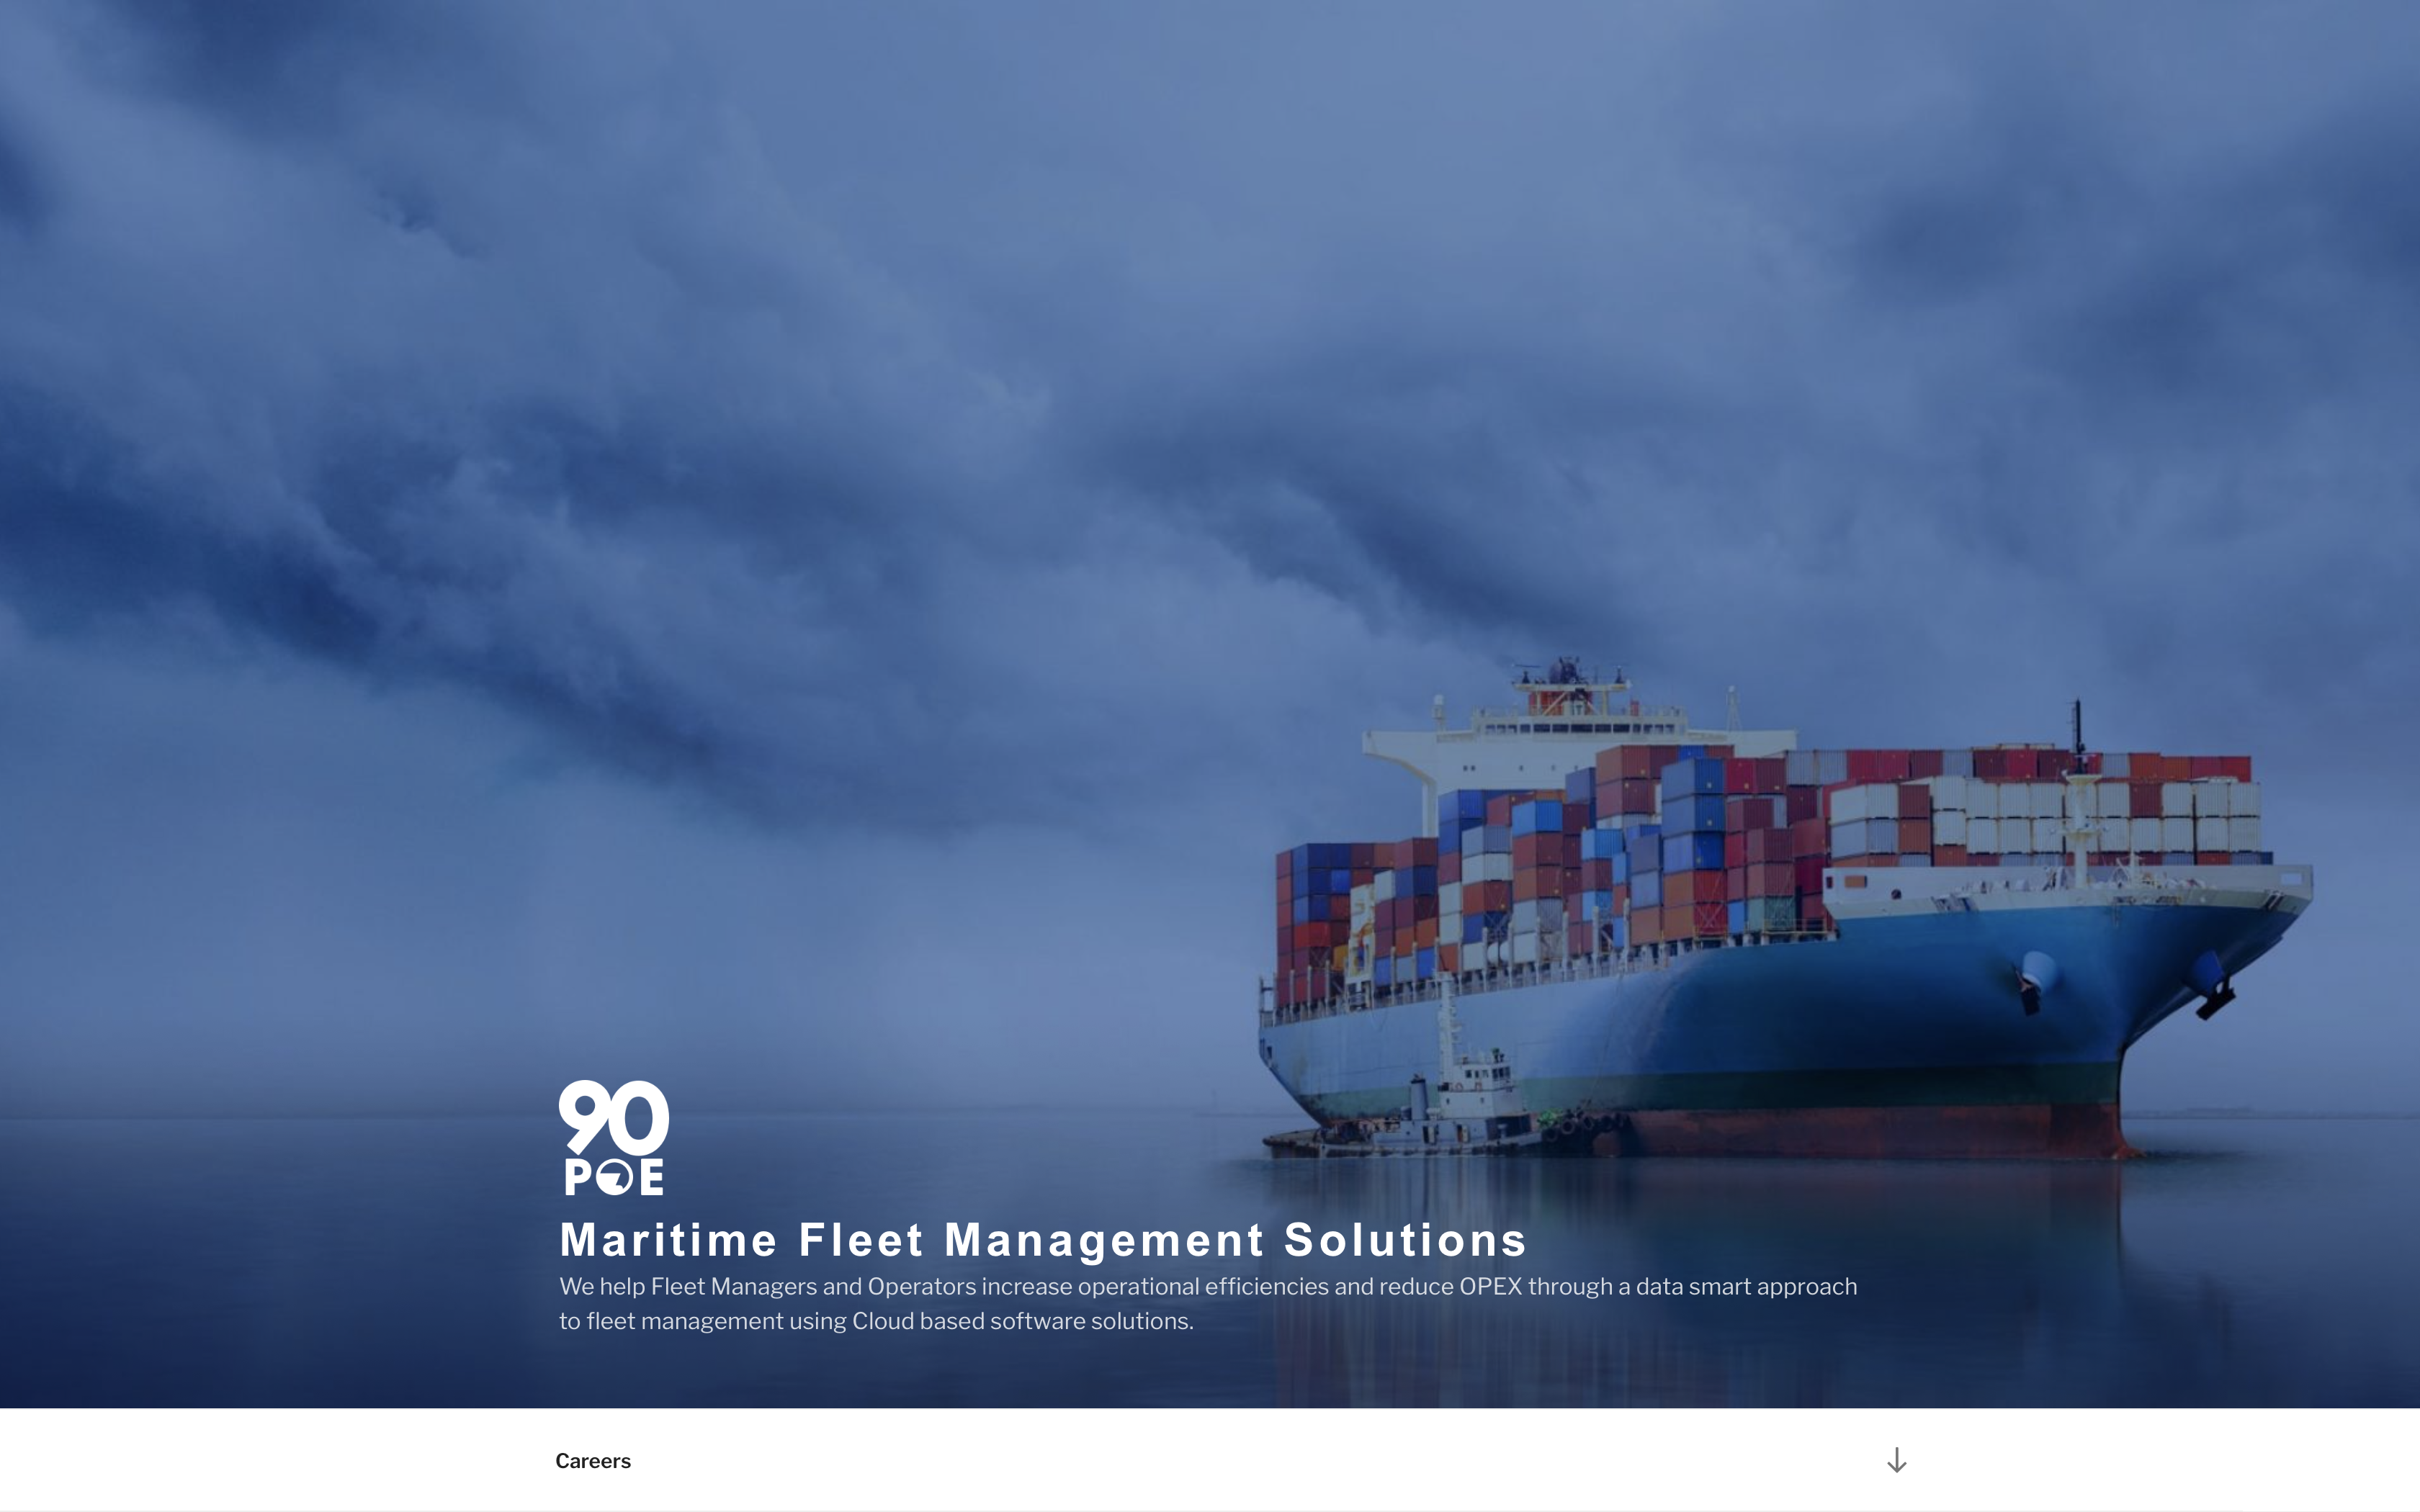 90
POE
Maritime Fleet Management Solutions
We help Fleet Managers and Operators increase operational efficiencies and reduce OPEX through a data smart approach
to fleet management using Cloud based software solutions.
Careers